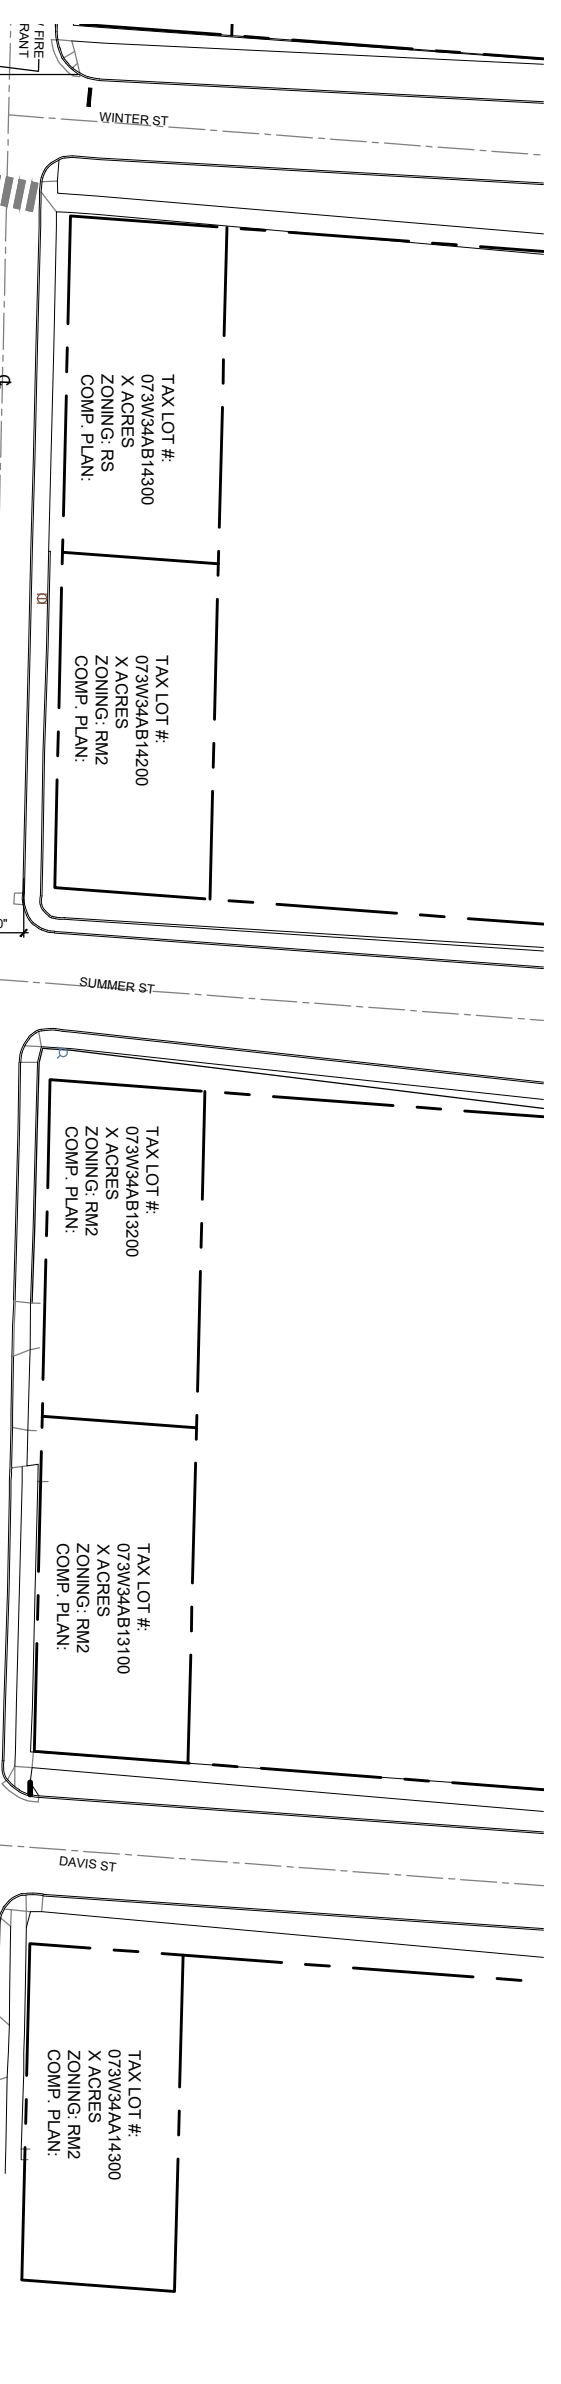 FIRE
RANT
WINTER ST
TAX LOT #:
073W34AB14300
X ACRES
ZONING: RS
COMP. PLAN:
TAX LOT #:
073W34AB14200
X ACRES
ZONING: RM2
COMP. PLAN:
SUMMER ST
TAX LOT #:
073W34AB13200
X ACRES
ZONING: RM2
COMP. PLAN:
TAX LOT #:
073W34AB13100
X ACRES
ZONING: RM2
COMP. PLAN:
DAVIS ST
TAX LOT #:
073W34AA14300
X ACRES
ZONING: RM2
COMP. PLAN: